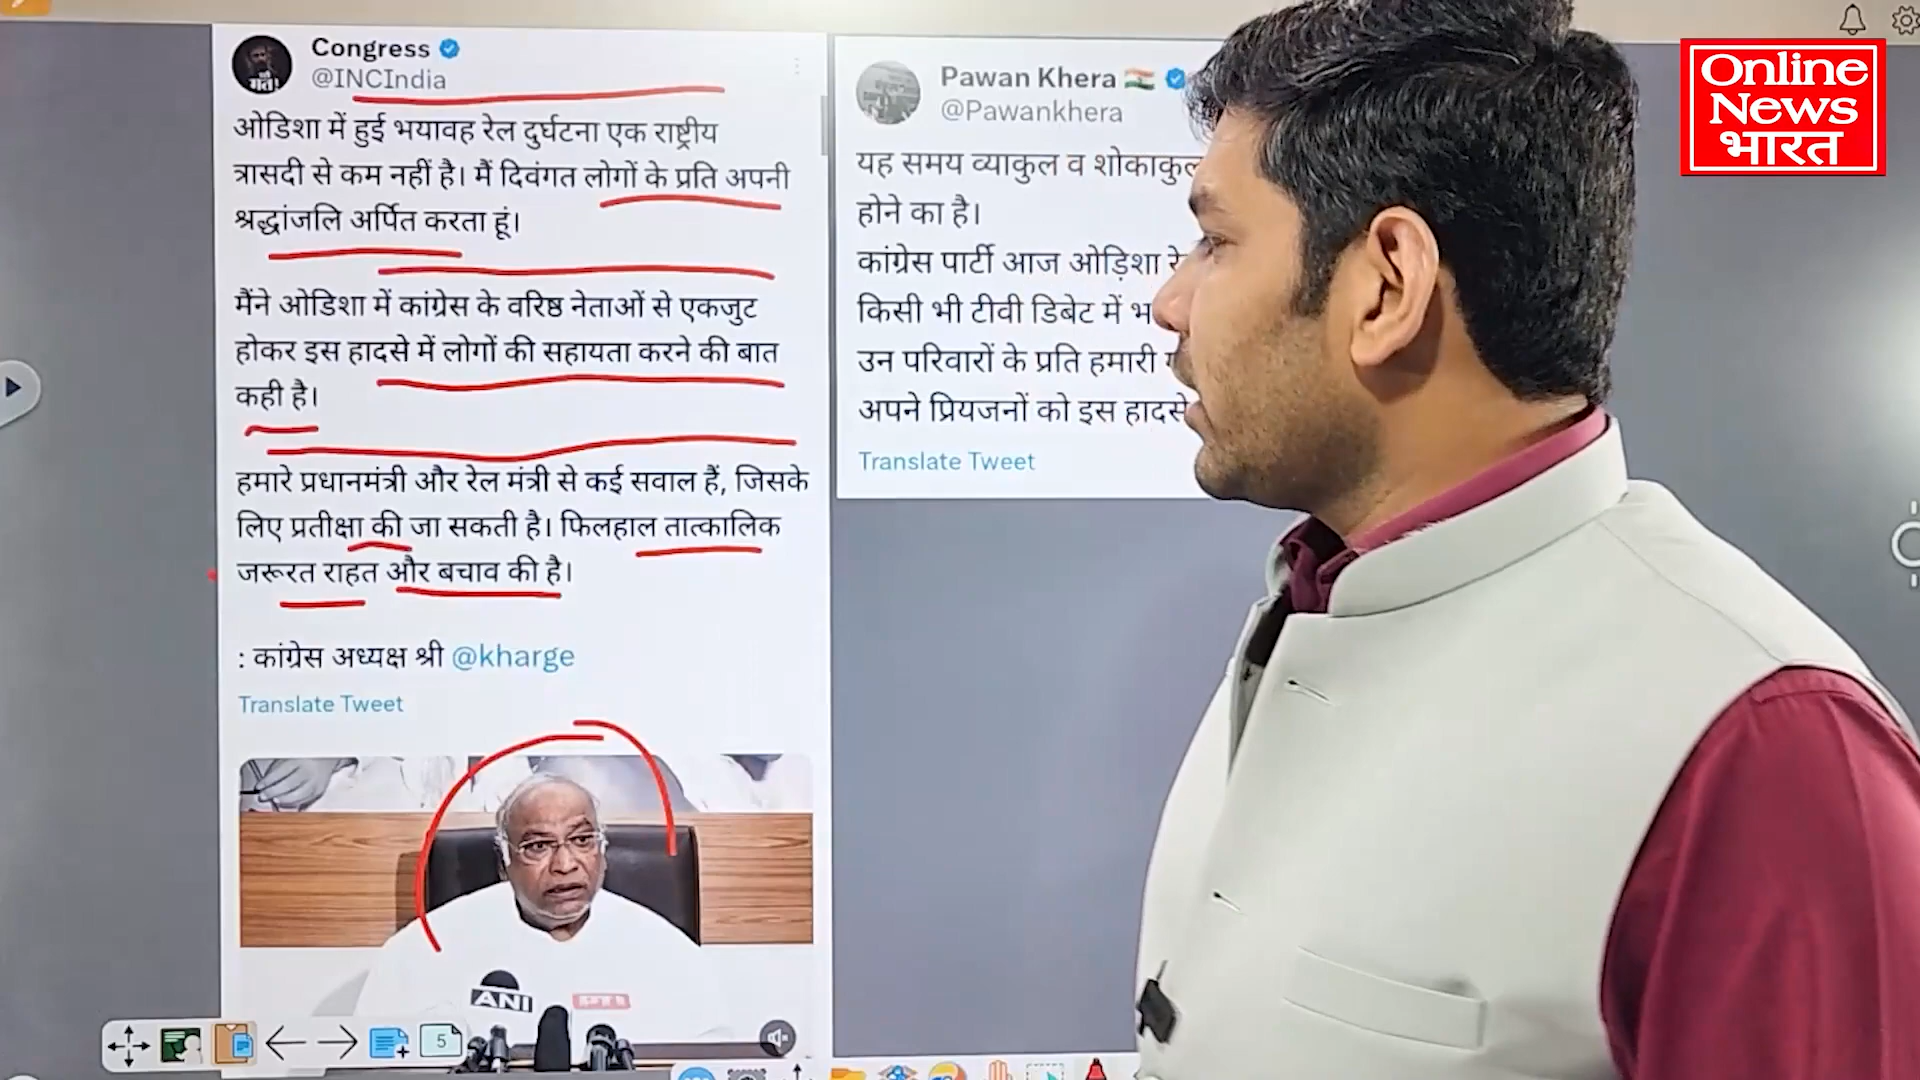 Congress
@INCIndia
ओडिशा में हुई भयावह रेल दुर्घटना एक राष्ट्रीय
त्रासदी से कम नहीं है। मैं दिवंगत लोगों के प्रति अपनी
श्रद्धांजलि अर्पित करता हूं।
मैंने ओडिशा में कांग्रेस के वरिष्ठ नेताओं से एकजुट
होकर इस हादसे में लोगों की सहायता करने की बात
कही है।
हमारे प्रधानमंत्री और रेल मंत्री से कई सवाल हैं, जिसके
लिए प्रतीक्षा की जा सकती है। फिलहाल तात्कालिक
जरूरत राहत और बचाव की है।
: कांग्रेस अध्यक्ष श्री @kharge
Translate Tweet
ANI
5
Pawan Khera
@Pawankhera
यह समय व्याकुल व शोकाकुल
होने का है।
कांग्रेस पार्टी आज ओड़िशा
किसी भी टीवी डिबेट में
उन परिवारों के प्रति हमारी
अपने प्रियजनों को इस हादसे
Translate Tweet
Online
News
भारत